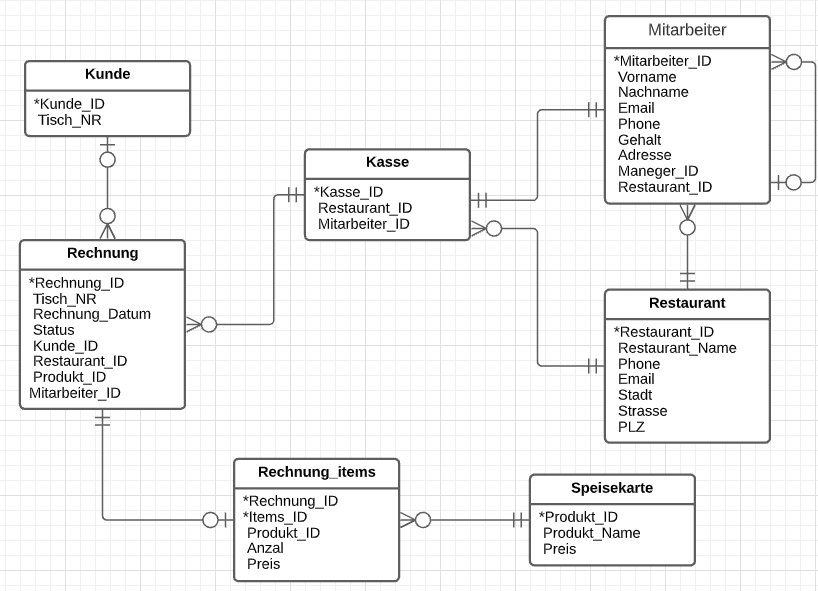 Mitarbeiter
*Mitarbeiter_ID
Vorname
Nachname
Email
Phone
Gehalt
Adresse
Maneger_ID
Restaurant_ID
Kunde
*Kunde_ID
Tisch_NR
Kasse
*Kasse_ID
Restaurant_ID
Mitarbeiter_ID
Rechnung
*Rechnung_ID
Tisch_NR
Rechnung_Datum
Status
Kunde_ID
Restaurant_ID
Produkt_ID
Mitarbeiter_ID
Restaurant
*Restaurant_ID
Restaurant_Name
Phone
Email
Stadt
Strasse
PLZ
Rechnung_items
*Rechnung_ID
*Items_ID
Produkt_ID
Anzal
Preis
Speisekarte
*Produkt_ID
Produkt_Name
Preis